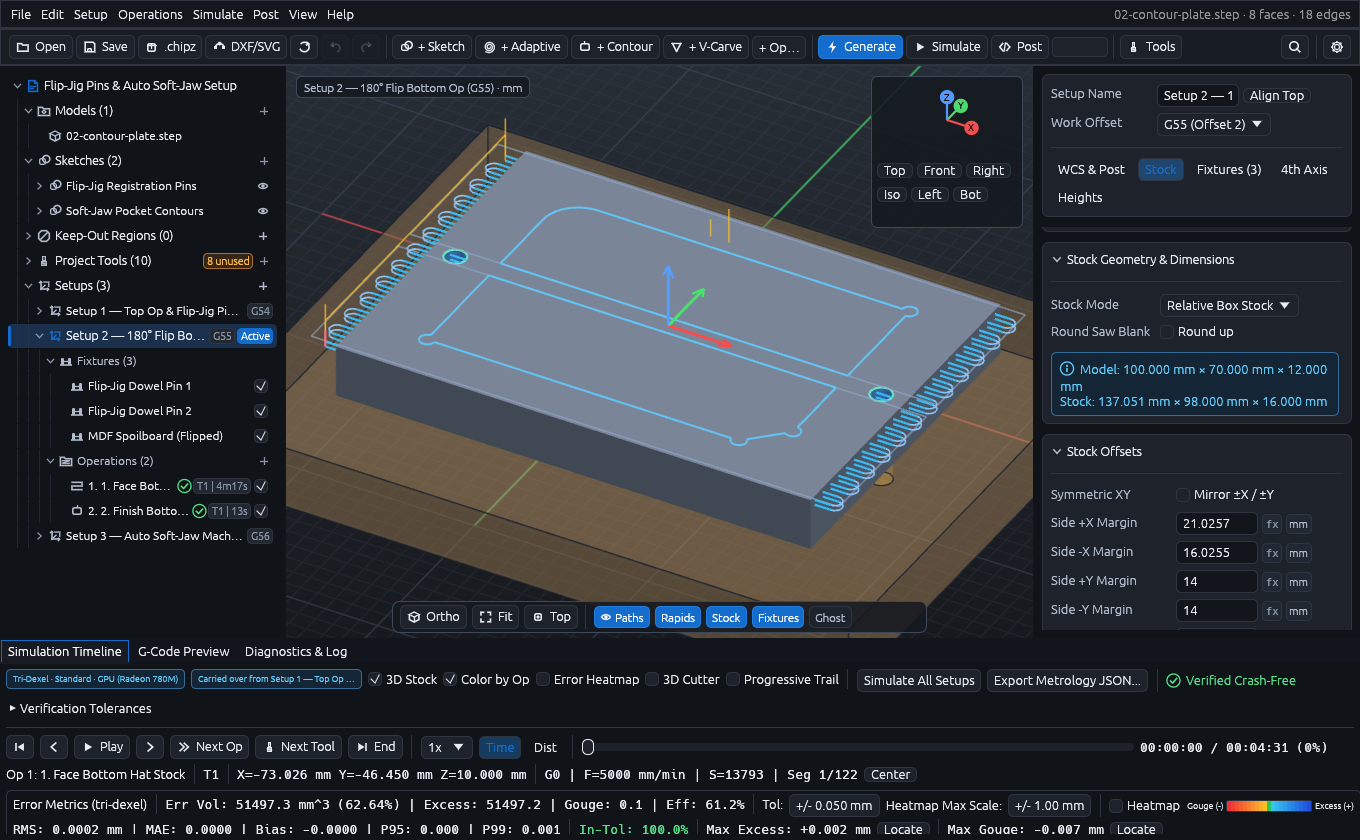 File Edit Setup Operations Simulate Post View Help
02-contour-plate.step · 8 faces · 18 edges
Open Save .chipz DXF/SVG + Sketch + Adaptive + Contour + V-Carve + Op... Generate Simulate Post Tools
Flip-Jig Pins & Auto Soft-Jaw Setup
Models (1) +
02-contour-plate.step
Sketches (2) +
Flip-Jig Registration Pins
Soft-Jaw Pocket Contours
Keep-Out Regions (0) +
Project Tools (10) 8 unused +
Setups (3) +
Setup 1 — Top Op & Flip-Jig Pi... G54
Setup 2 — 180° Flip Bo... G55 Active
Fixtures (3)
Flip-Jig Dowel Pin 1
Flip-Jig Dowel Pin 2
MDF Spoilboard (Flipped)
Operations (2) +
1. 1. Face Bot... T1 | 4m17s
2. 2. Finish Botto... T1 | 13s
Setup 3 — Auto Soft-Jaw Mach... G56
Setup 2 — 180° Flip Bottom Op (G55) · mm
Z Y X
Top Front Right
Iso Left Bot
Ortho Fit Top Paths Rapids Stock Fixtures Ghost
Setup Name Setup 2 — 1 Align Top
Work Offset G55 (Offset 2)
WCS & Post Stock Fixtures (3) 4th Axis
Heights
Stock Geometry & Dimensions
Stock Mode Relative Box Stock
Round Saw Blank Round up
Model: 100.000 mm × 70.000 mm × 12.000
mm
Stock: 137.051 mm × 98.000 mm × 16.000 mm
Stock Offsets
Symmetric XY Mirror ±X / ±Y
Side +X Margin 21.0257 fx mm
Side -X Margin 16.0255 fx mm
Side +Y Margin 14 fx mm
Side -Y Margin 14 fx mm
Simulation Timeline G-Code Preview Diagnostics & Log
Tri-Dexel · Standard · GPU (Radeon 780M) Carried over from Setup 1 — Top Op ... 3D Stock Color by Op Error Heatmap 3D Cutter Progressive Trail Simulate All Setups Export Metrology JSON... Verified Crash-Free
Verification Tolerances
Play Next Op Next Tool End 1x Time Dist 00:00:00 / 00:04:31 (0%)
Op 1: 1. Face Bottom Hat Stock T1 X=-73.026 mm Y=-46.450 mm Z=10.000 mm G0 | F=5000 mm/min | S=13793 | Seg 1/122 Center
Error Metrics (tri-dexel) Err Vol: 51497.3 mm^3 (62.64%) | Excess: 51497.2 | Gouge: 0.1 | Eff: 61.2% Tol: +/- 0.050 mm Heatmap Max Scale: +/- 1.00 mm Heatmap Gouge (-) Excess (+)
RMS: 0.0002 mm | MAE: 0.0000 | Bias: -0.0000 | P95: 0.000 | P99: 0.001 In-Tol: 100.0% Max Excess: +0.002 mm Locate Max Gouge: -0.007 mm Locate